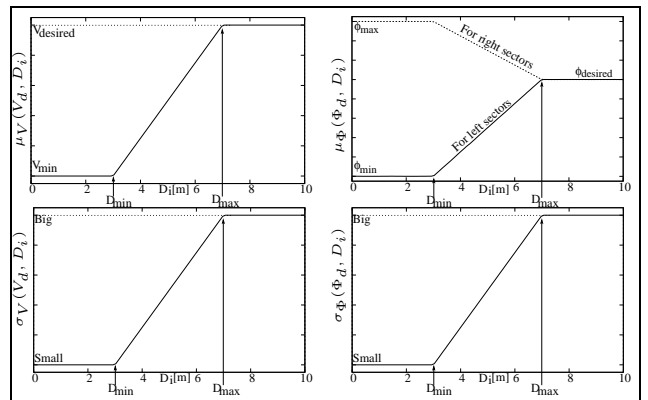 V_desired
V_min
μ_V (V_d, D_i)
0 2 4 D_i[m] 6 8 10
D_min D_max
ϕ_max
For right sectors
ϕ_desired
For left sectors
ϕ_min
μ_Φ (Φ_d, D_i)
0 2 4 D_i[m] 6 8 10
D_min D_max
Big
Small
σ_V (V_d, D_i)
0 2 4 D_i[m] 6 8 10
D_min D_max
Big
Small
σ_Φ (Φ_d, D_i)
0 2 4 D_i[m] 6 8 10
D_min D_max